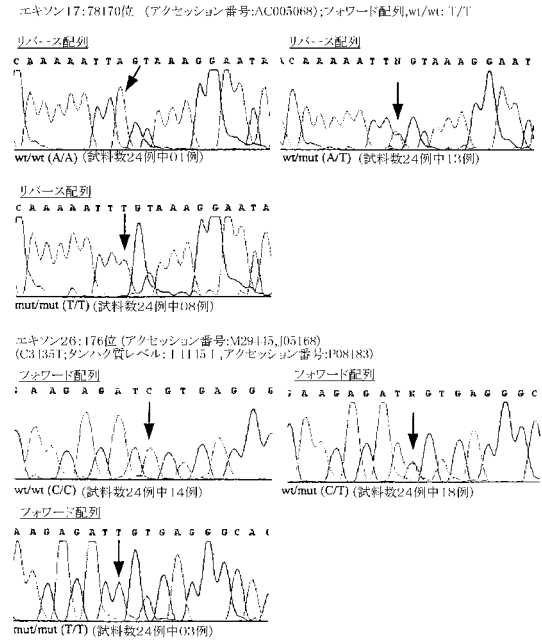 エキソン17:78170位 (アクセッション番号:AC005068);フォワード配列,wt/wt: T/T
リバース配列
C A A A A A T T A G T A A A G G A A T A
wt/wt (A/A) (試料数24例中01例)
リバース配列
C A A A A A T T N G T A A A G G A A T
wt/mut (A/T) (試料数24例中13例)
リバース配列
C A A A A A T T T G T A A A G G A A T A
mut/mut (T/T) (試料数24例中08例)
エキソン26:176位 (アクセッション番号:M29445,J05168)
(C3435T;タンパク質レベル: I1145I,アクセッション番号:P08183)
フォワード配列
A A G A G A T C G T G A G G G
wt/wt (C/C) (試料数24例中14例)
フォワード配列
A A G A G A T N G T G A G G G C
wt/mut (C/T) (試料数24例中18例)
フォワード配列
A A G A G A T T G T G A G G G C A
mut/mut (T/T) (試料数24例中03例)